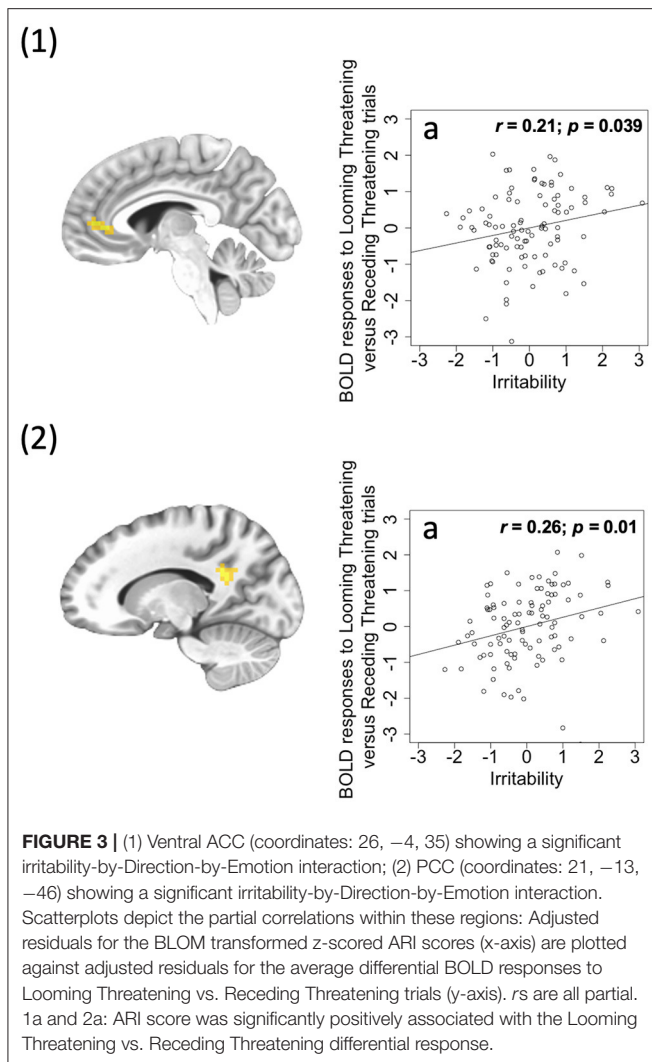 (1)
a
r = 0.21; p = 0.039
BOLD responses to Looming Threatening
versus Receding Threatening trials
3
2
1
0
-1
-2
-3
-3 -2 -1 0 1 2 3
Irritability
(2)
a
r = 0.26; p = 0.01
BOLD responses to Looming Threatening
versus Receding Threatening trials
3
2
1
0
-1
-2
-3
-3 -2 -1 0 1 2 3
Irritability
FIGURE 3 | (1) Ventral ACC (coordinates: 26, −4, 35) showing a significant
irritability-by-Direction-by-Emotion interaction; (2) PCC (coordinates: 21, −13,
−46) showing a significant irritability-by-Direction-by-Emotion interaction.
Scatterplots depict the partial correlations within these regions: Adjusted
residuals for the BLOM transformed z-scored ARI scores (x-axis) are plotted
against adjusted residuals for the average differential BOLD responses to
Looming Threatening vs. Receding Threatening trials (y-axis). rs are all partial.
1a and 2a: ARI score was significantly positively associated with the Looming
Threatening vs. Receding Threatening differential response.